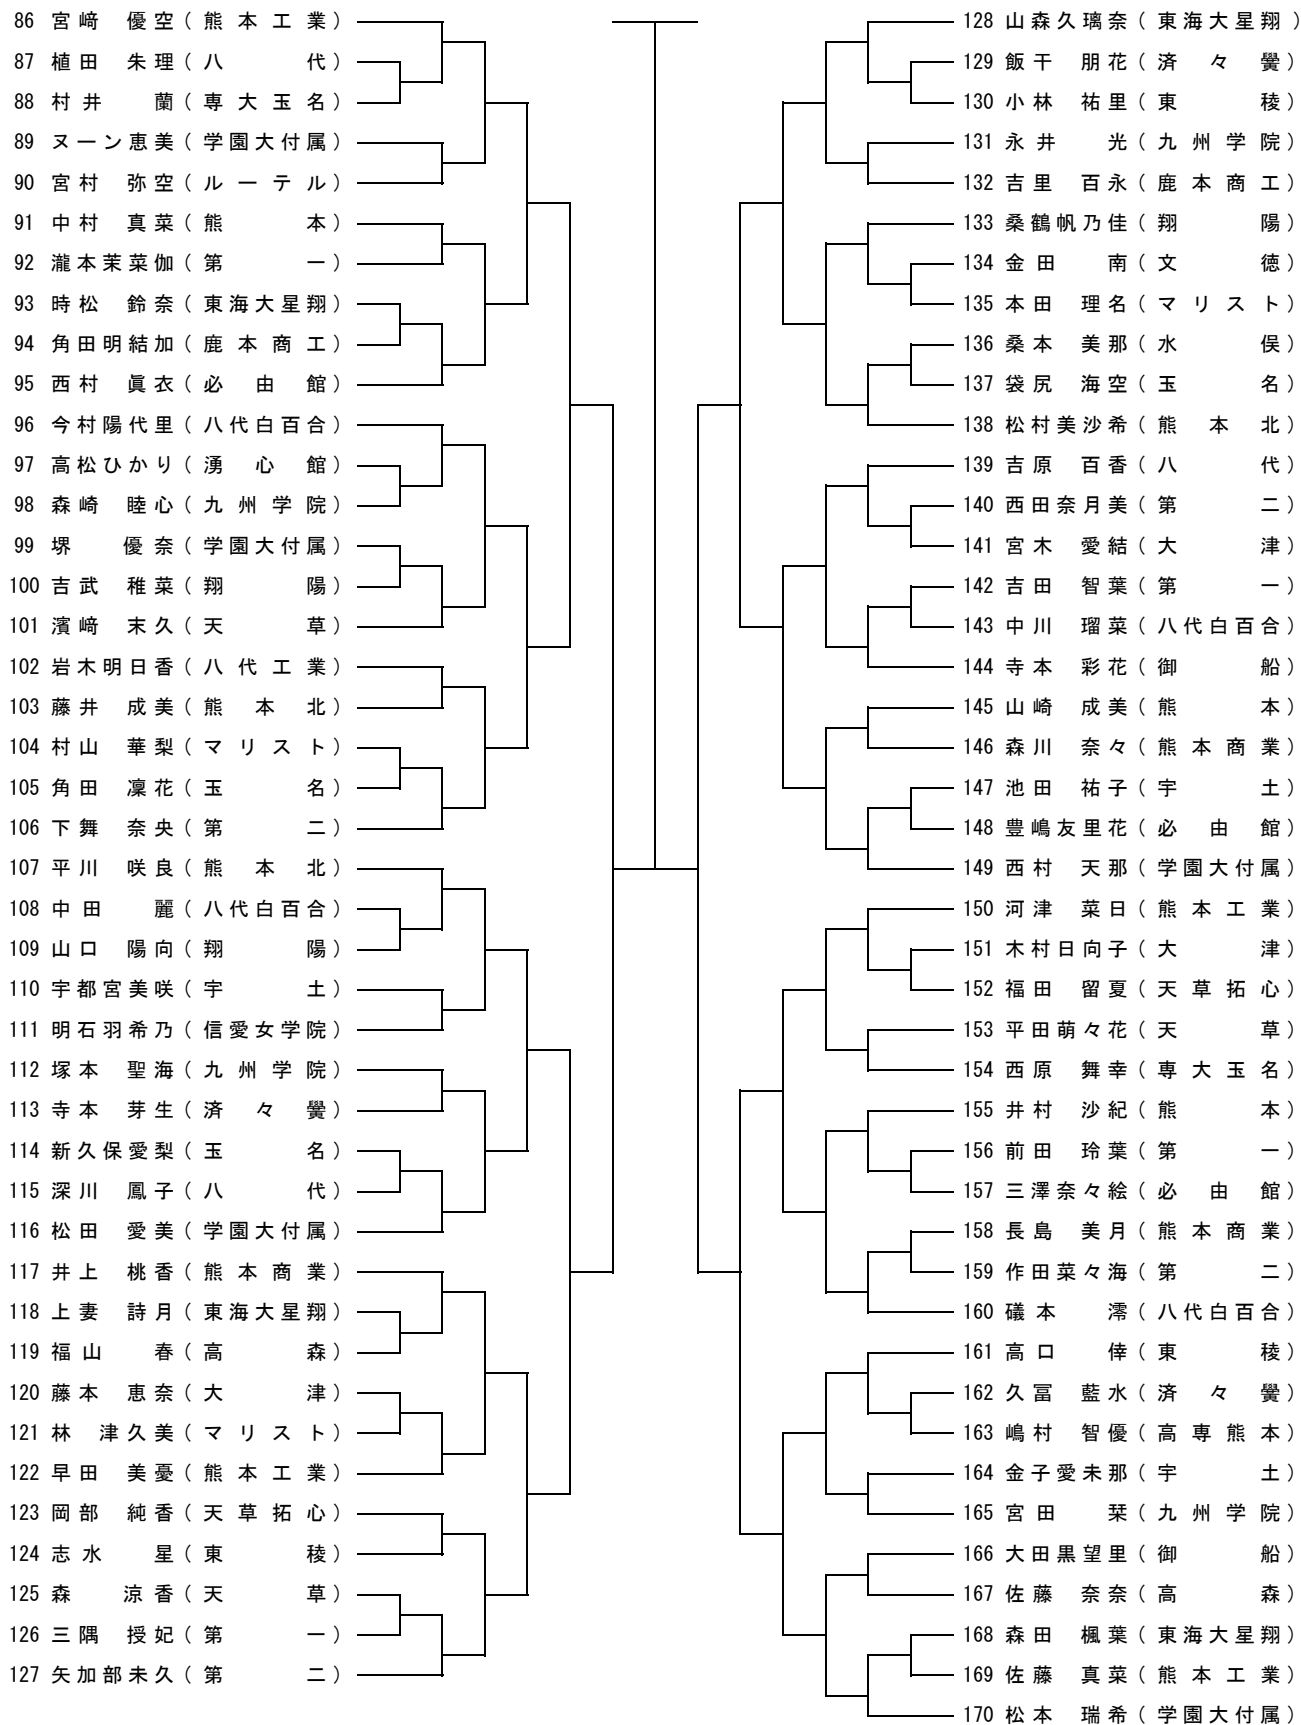 86 宮﨑 優空(熊本工業)
87 植田 朱理(八代)
88 村井 蘭(専大玉名)
89 ヌーン恵美(学園大付属)
90 宮村 弥空(ルーテル)
91 中村 真菜(熊本)
92 瀧本茉菜伽(第一)
93 時松 鈴奈(東海大星翔)
94 角田明結加(鹿本商工)
95 西村 眞衣(必由館)
96 今村陽代里(八代白百合)
97 高松ひかり(湧心館)
98 森崎 睦心(九州学院)
99 堺 優奈(学園大付属)
100 吉武 稚菜(翔陽)
101 濱﨑 末久(天草)
102 岩木明日香(八代工業)
103 藤井 成美(熊本北)
104 村山 華梨(マリスト)
105 角田 凜花(玉名)
106 下舞 奈央(第二)
107 平川 咲良(熊本北)
108 中田 麗(八代白百合)
109 山口 陽向(翔陽)
110 宇都宮美咲(宇土)
111 明石羽希乃(信愛女学院)
112 塚本 聖海(九州学院)
113 寺本 芽生(済々黌)
114 新久保愛梨(玉名)
115 深川 鳳子(八代)
116 松田 愛美(学園大付属)
117 井上 桃香(熊本商業)
118 上妻 詩月(東海大星翔)
119 福山 春(高森)
120 藤本 恵奈(大津)
121 林 津久美(マリスト)
122 早田 美憂(熊本工業)
123 岡部 純香(天草拓心)
124 志水 星(東稜)
125 森 涼香(天草)
126 三隅 授妃(第一)
127 矢加部未久(第二)
128 山森久璃奈(東海大星翔)
129 飯干 朋花(済々黌)
130 小林 祐里(東稜)
131 永井 光(九州学院)
132 吉里 百永(鹿本商工)
133 桑鶴帆乃佳(翔陽)
134 金田 南(文徳)
135 本田 理名(マリスト)
136 桑本 美那(水俣)
137 袋尻 海空(玉名)
138 松村美沙希(熊本北)
139 吉原 百香(八代)
140 西田奈月美(第二)
141 宮木 愛結(大津)
142 吉田 智葉(第一)
143 中川 瑠菜(八代白百合)
144 寺本 彩花(御船)
145 山崎 成美(熊本)
146 森川 奈々(熊本商業)
147 池田 祐子(宇土)
148 豊嶋友里花(必由館)
149 西村 天那(学園大付属)
150 河津 菜日(熊本工業)
151 木村日向子(大津)
152 福田 留夏(天草拓心)
153 平田萌々花(天草)
154 西原 舞幸(専大玉名)
155 井村 沙紀(熊本)
156 前田 玲葉(第一)
157 三澤奈々絵(必由館)
158 長島 美月(熊本商業)
159 作田菜々海(第二)
160 礒本 澪(八代白百合)
161 高口 倖(東稜)
162 久冨 藍水(済々黌)
163 嶋村 智優(高専熊本)
164 金子愛未那(宇土)
165 宮田 栞(九州学院)
166 大田黒望里(御船)
167 佐藤 奈奈(高森)
168 森田 楓葉(東海大星翔)
169 佐藤 真菜(熊本工業)
170 松本 瑞希(学園大付属)